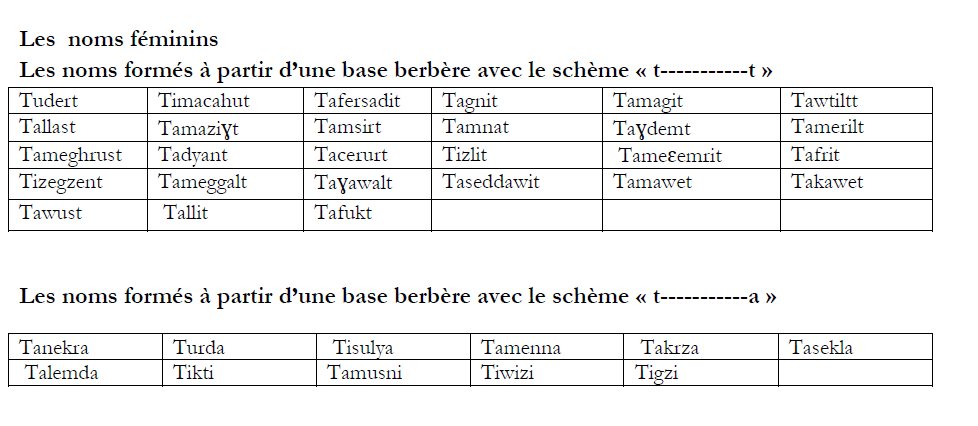 Les noms féminins
Les noms formés à partir d’une base berbère avec le schème « t-----------t »
Tudert Timacahut Tafersadit Tagnit Tamagit Tawtiltt
Tallast Tamaziɣt Tamsirt Tamnat Taɣdemt Tamerilt
Tameghrust Tadyant Tacerurt Tizlit Tameɛemrit Tafrit
Tizegzent Tameggalt Taɣawalt Taseddawit Tamawet Takawet
Tawust Tallit Tafukt
Les noms formés à partir d’une base berbère avec le schème « t-----------a »
Tanekra Turda Tisulya Tamenna Takrza Tasekla
Talemda Tikti Tamusni Tiwizi Tigzi